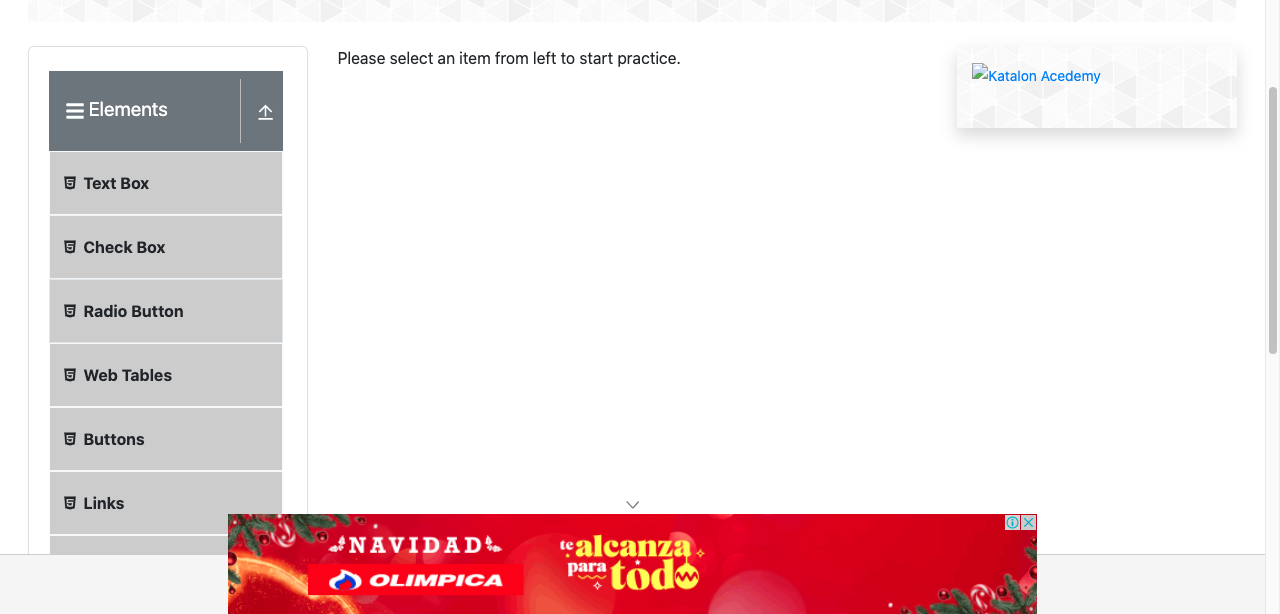 Please select an item from left to start practice.
Katalon Acedemy
Elements
Text Box
Check Box
Radio Button
Web Tables
Buttons
Links
NAVIDAD
OLIMPICA
te alcanza
para
todo